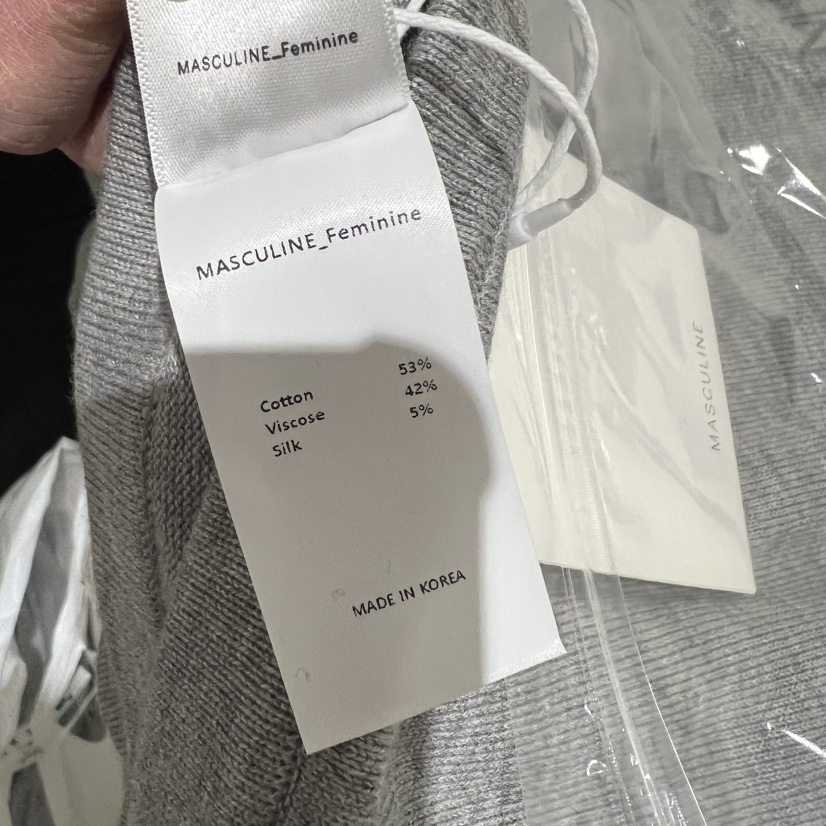 MASCULINE_Feminine
MASCULINE_Feminine
Cotton 53%
Viscose 42%
Silk 5%
MADE IN KOREA
MASCULINE